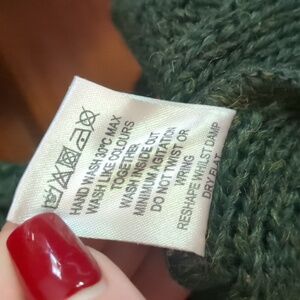 HAND WASH 30°C MAX
WASH LIKE COLOURS
TOGETHER
WASH INSIDE OUT
MINIMUM AGITATION
DO NOT TWIST OR
WRING
RESHAPE WHILST DAMP
DRY FLAT